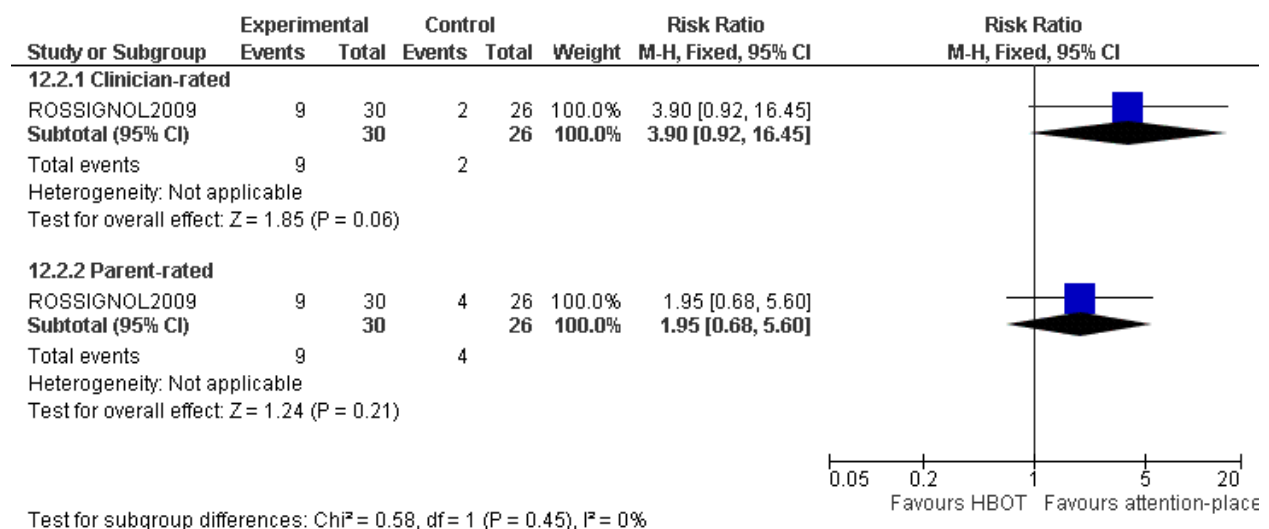 Experimental Control Risk Ratio Risk Ratio
Study or Subgroup Events Total Events Total Weight M-H, Fixed, 95% CI M-H, Fixed, 95% CI
12.2.1 Clinician-rated
ROSSIGNOL2009 9 30 2 26 100.0% 3.90 [0.92, 16.45]
Subtotal (95% CI) 30 26 100.0% 3.90 [0.92, 16.45]
Total events 9 2
Heterogeneity: Not applicable
Test for overall effect: Z = 1.85 (P = 0.06)
12.2.2 Parent-rated
ROSSIGNOL2009 9 30 4 26 100.0% 1.95 [0.68, 5.60]
Subtotal (95% CI) 30 26 100.0% 1.95 [0.68, 5.60]
Total events 9 4
Heterogeneity: Not applicable
Test for overall effect: Z = 1.24 (P = 0.21)
0.05 0.2 1 5 20
Favours HBOT Favours attention-place
Test for subgroup differences: Chi² = 0.58, df = 1 (P = 0.45), I² = 0%